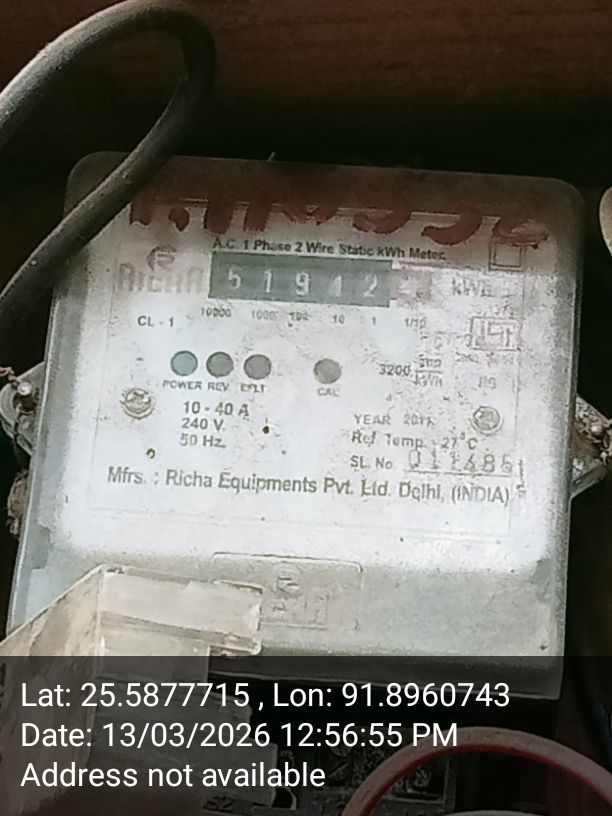 A.C. 1 Phase 2 Wire Static kWh Meter
RICHA
5 1 9 4 2
kWh
CL - 1
10000 1000 100 10 1 1/10
3200 imp
kWh
POWER REV E/FLT
CAL
10 - 40 A
240 V
50 Hz
YEAR
Ref Temp. 27°C
SL No.
Mfrs. : Richa Equipments Pvt. Ltd. Delhi, (INDIA)
Lat: 25.5877715 , Lon: 91.8960743
Date: 13/03/2026 12:56:55 PM
Address not available